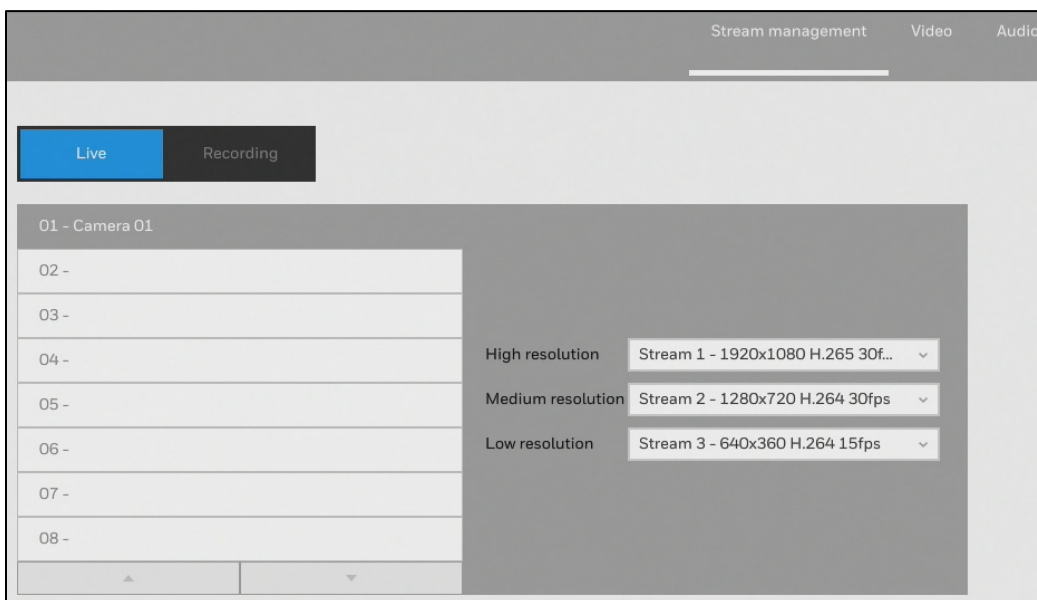 Stream management Video Audio
Live Recording
01 - Camera 01
02 -
03 -
04 -
High resolution Stream 1 - 1920x1080 H.265 30f...
05 -
Medium resolution Stream 2 - 1280x720 H.264 30fps
06 -
Low resolution Stream 3 - 640x360 H.264 15fps
07 -
08 -